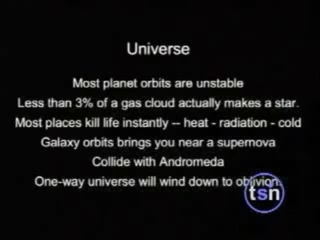 Universe
Most planet orbits are unstable
Less than 3% of a gas cloud actually makes a star.
Most places kill life instantly -- heat - radiation - cold
Galaxy orbits brings you near a supernova
Collide with Andromeda
One-way universe will wind down to oblivion.
tsn